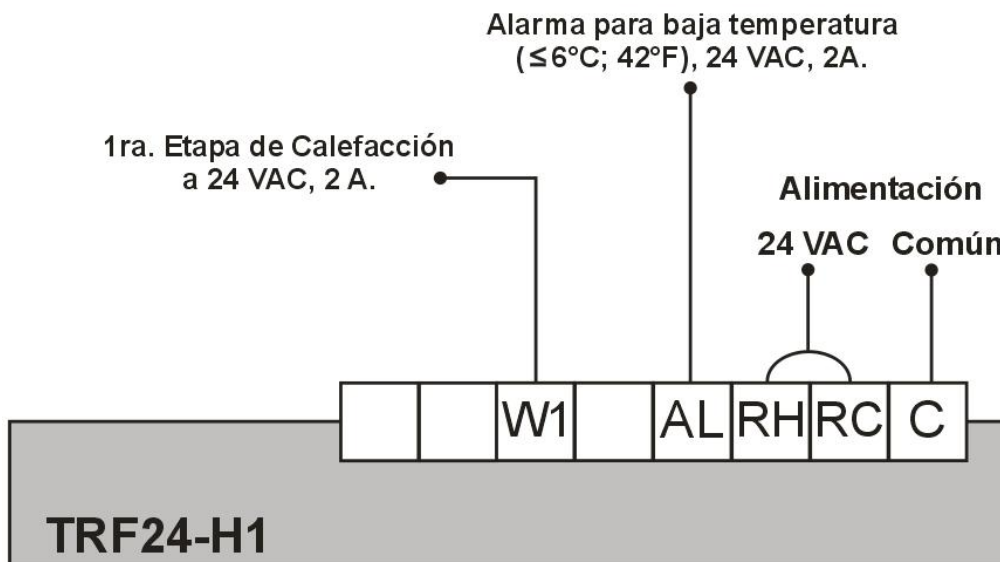 Alarma para baja temperatura
(≤6°C; 42°F), 24 VAC, 2A.
1ra. Etapa de Calefacción
a 24 VAC, 2 A.
Alimentación
24 VAC Común
W1 AL RH RC C
TRF24-H1